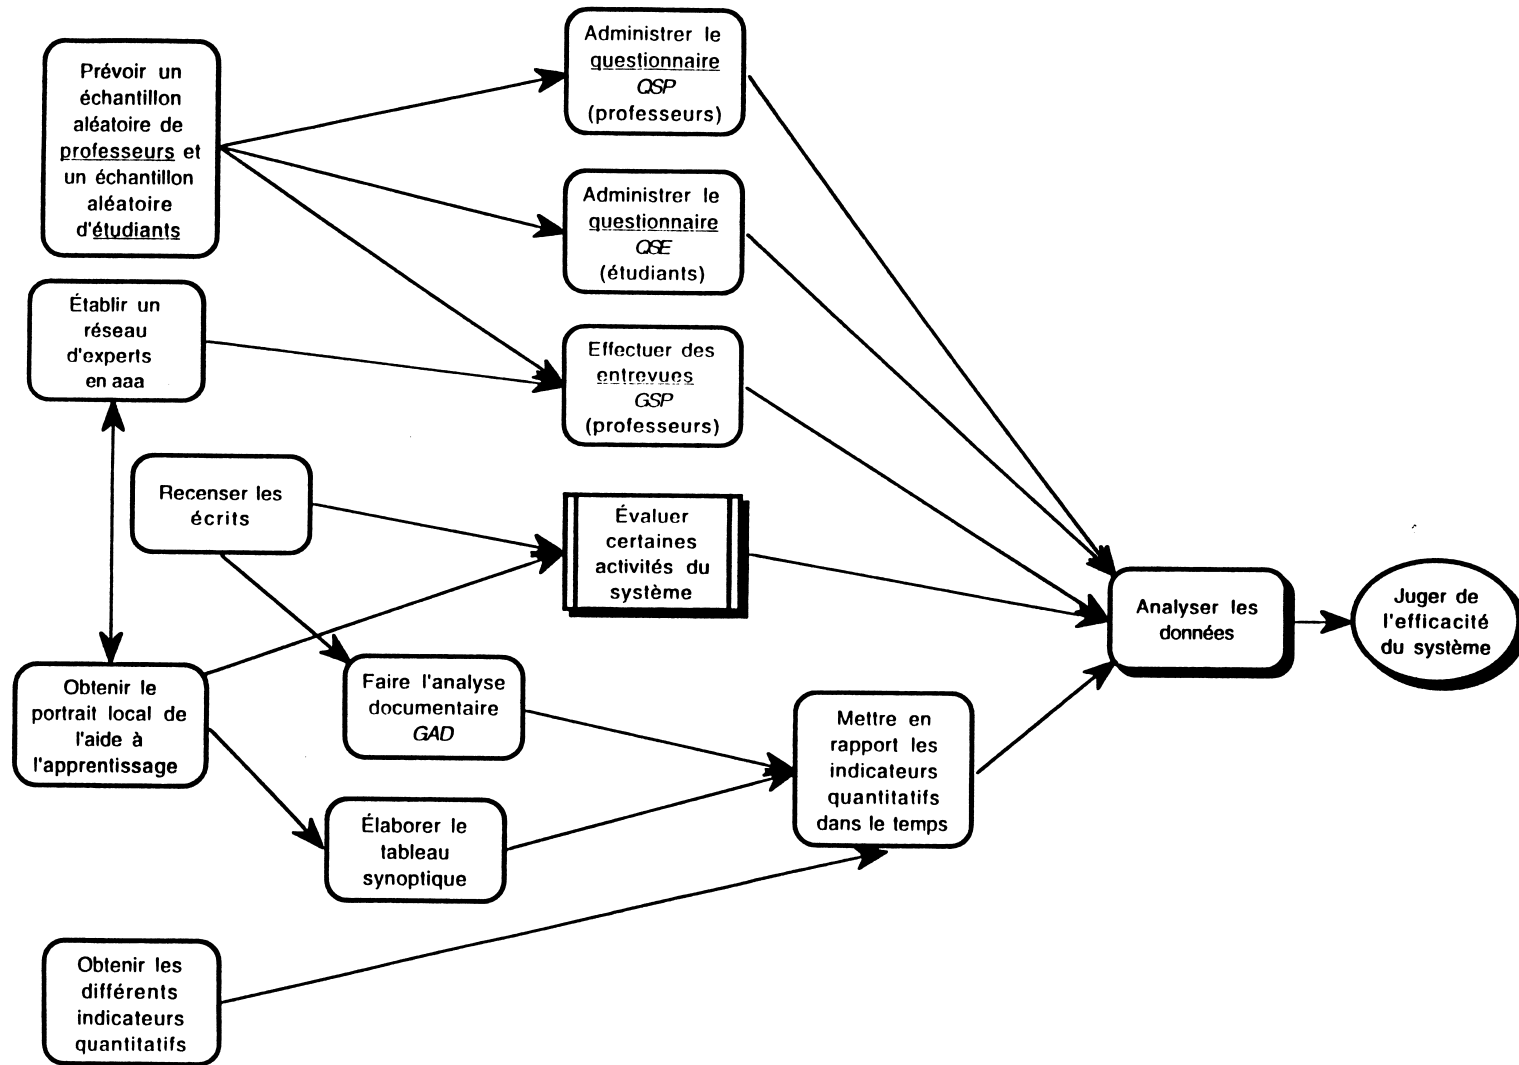 Prévoir un
échantillon
aléatoire de
professeurs et
un échantillon
aléatoire
d'étudiants
Administrer le
questionnaire
QSP
(professeurs)
Administrer le
questionnaire
QSE
(étudiants)
Établir un
réseau
d'experts
en aaa
Effectuer des
entrevues
GSP
(professeurs)
Recenser les
écrits
Évaluer
certaines
activités du
système
Analyser les
données
Juger de
l'efficacité
du système
Obtenir le
portrait local de
l'aide à
l'apprentissage
Faire l'analyse
documentaire
GAD
Mettre en
rapport les
indicateurs
quantitatifs
dans le temps
Élaborer le
tableau
synoptique
Obtenir les
différents
indicateurs
quantitatifs